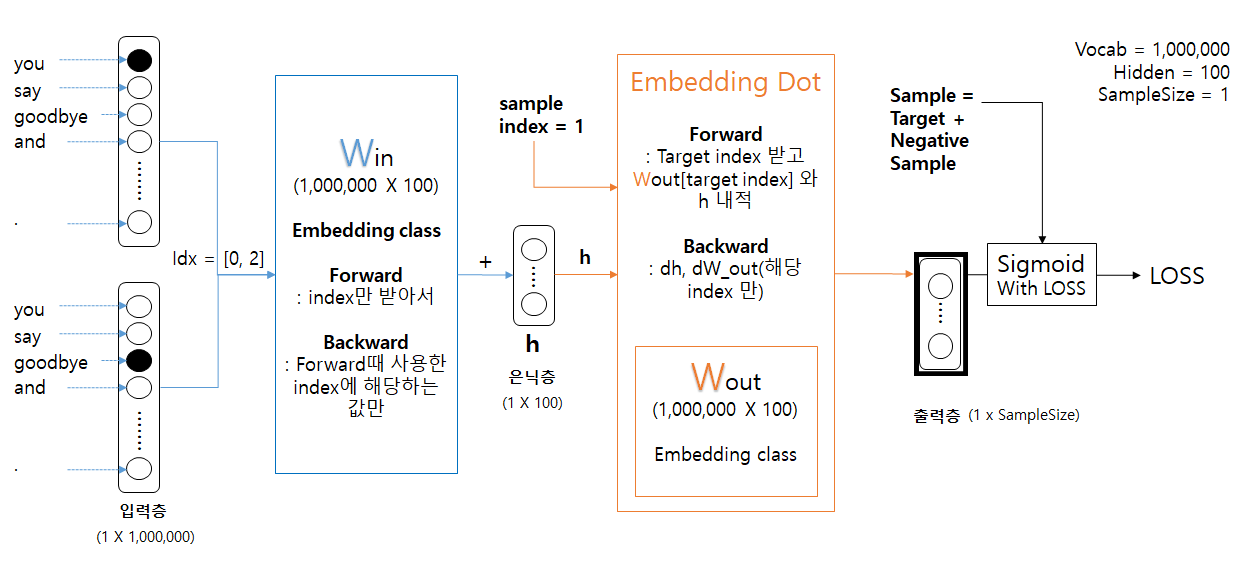 you
say
goodbye
and
.
you
say
goodbye
and
.
입력층
(1 X 1,000,000)
Idx = [0, 2]
Win
(1,000,000 X 100)
Embedding class
Forward
: index만 받아서
Backward
: Forward때 사용한
index에 해당하는
값만
+
h
은닉층
(1 X 100)
sample
index = 1
h
Embedding Dot
Forward
: Target index 받고
Wout[target index] 와
h 내적
Backward
: dh, dW_out(해당
index 만)
Wout
(1,000,000 X 100)
Embedding class
Sample =
Target +
Negative
Sample
출력층 (1 x SampleSize)
Sigmoid
With LOSS
LOSS
Vocab = 1,000,000
Hidden = 100
SampleSize = 1